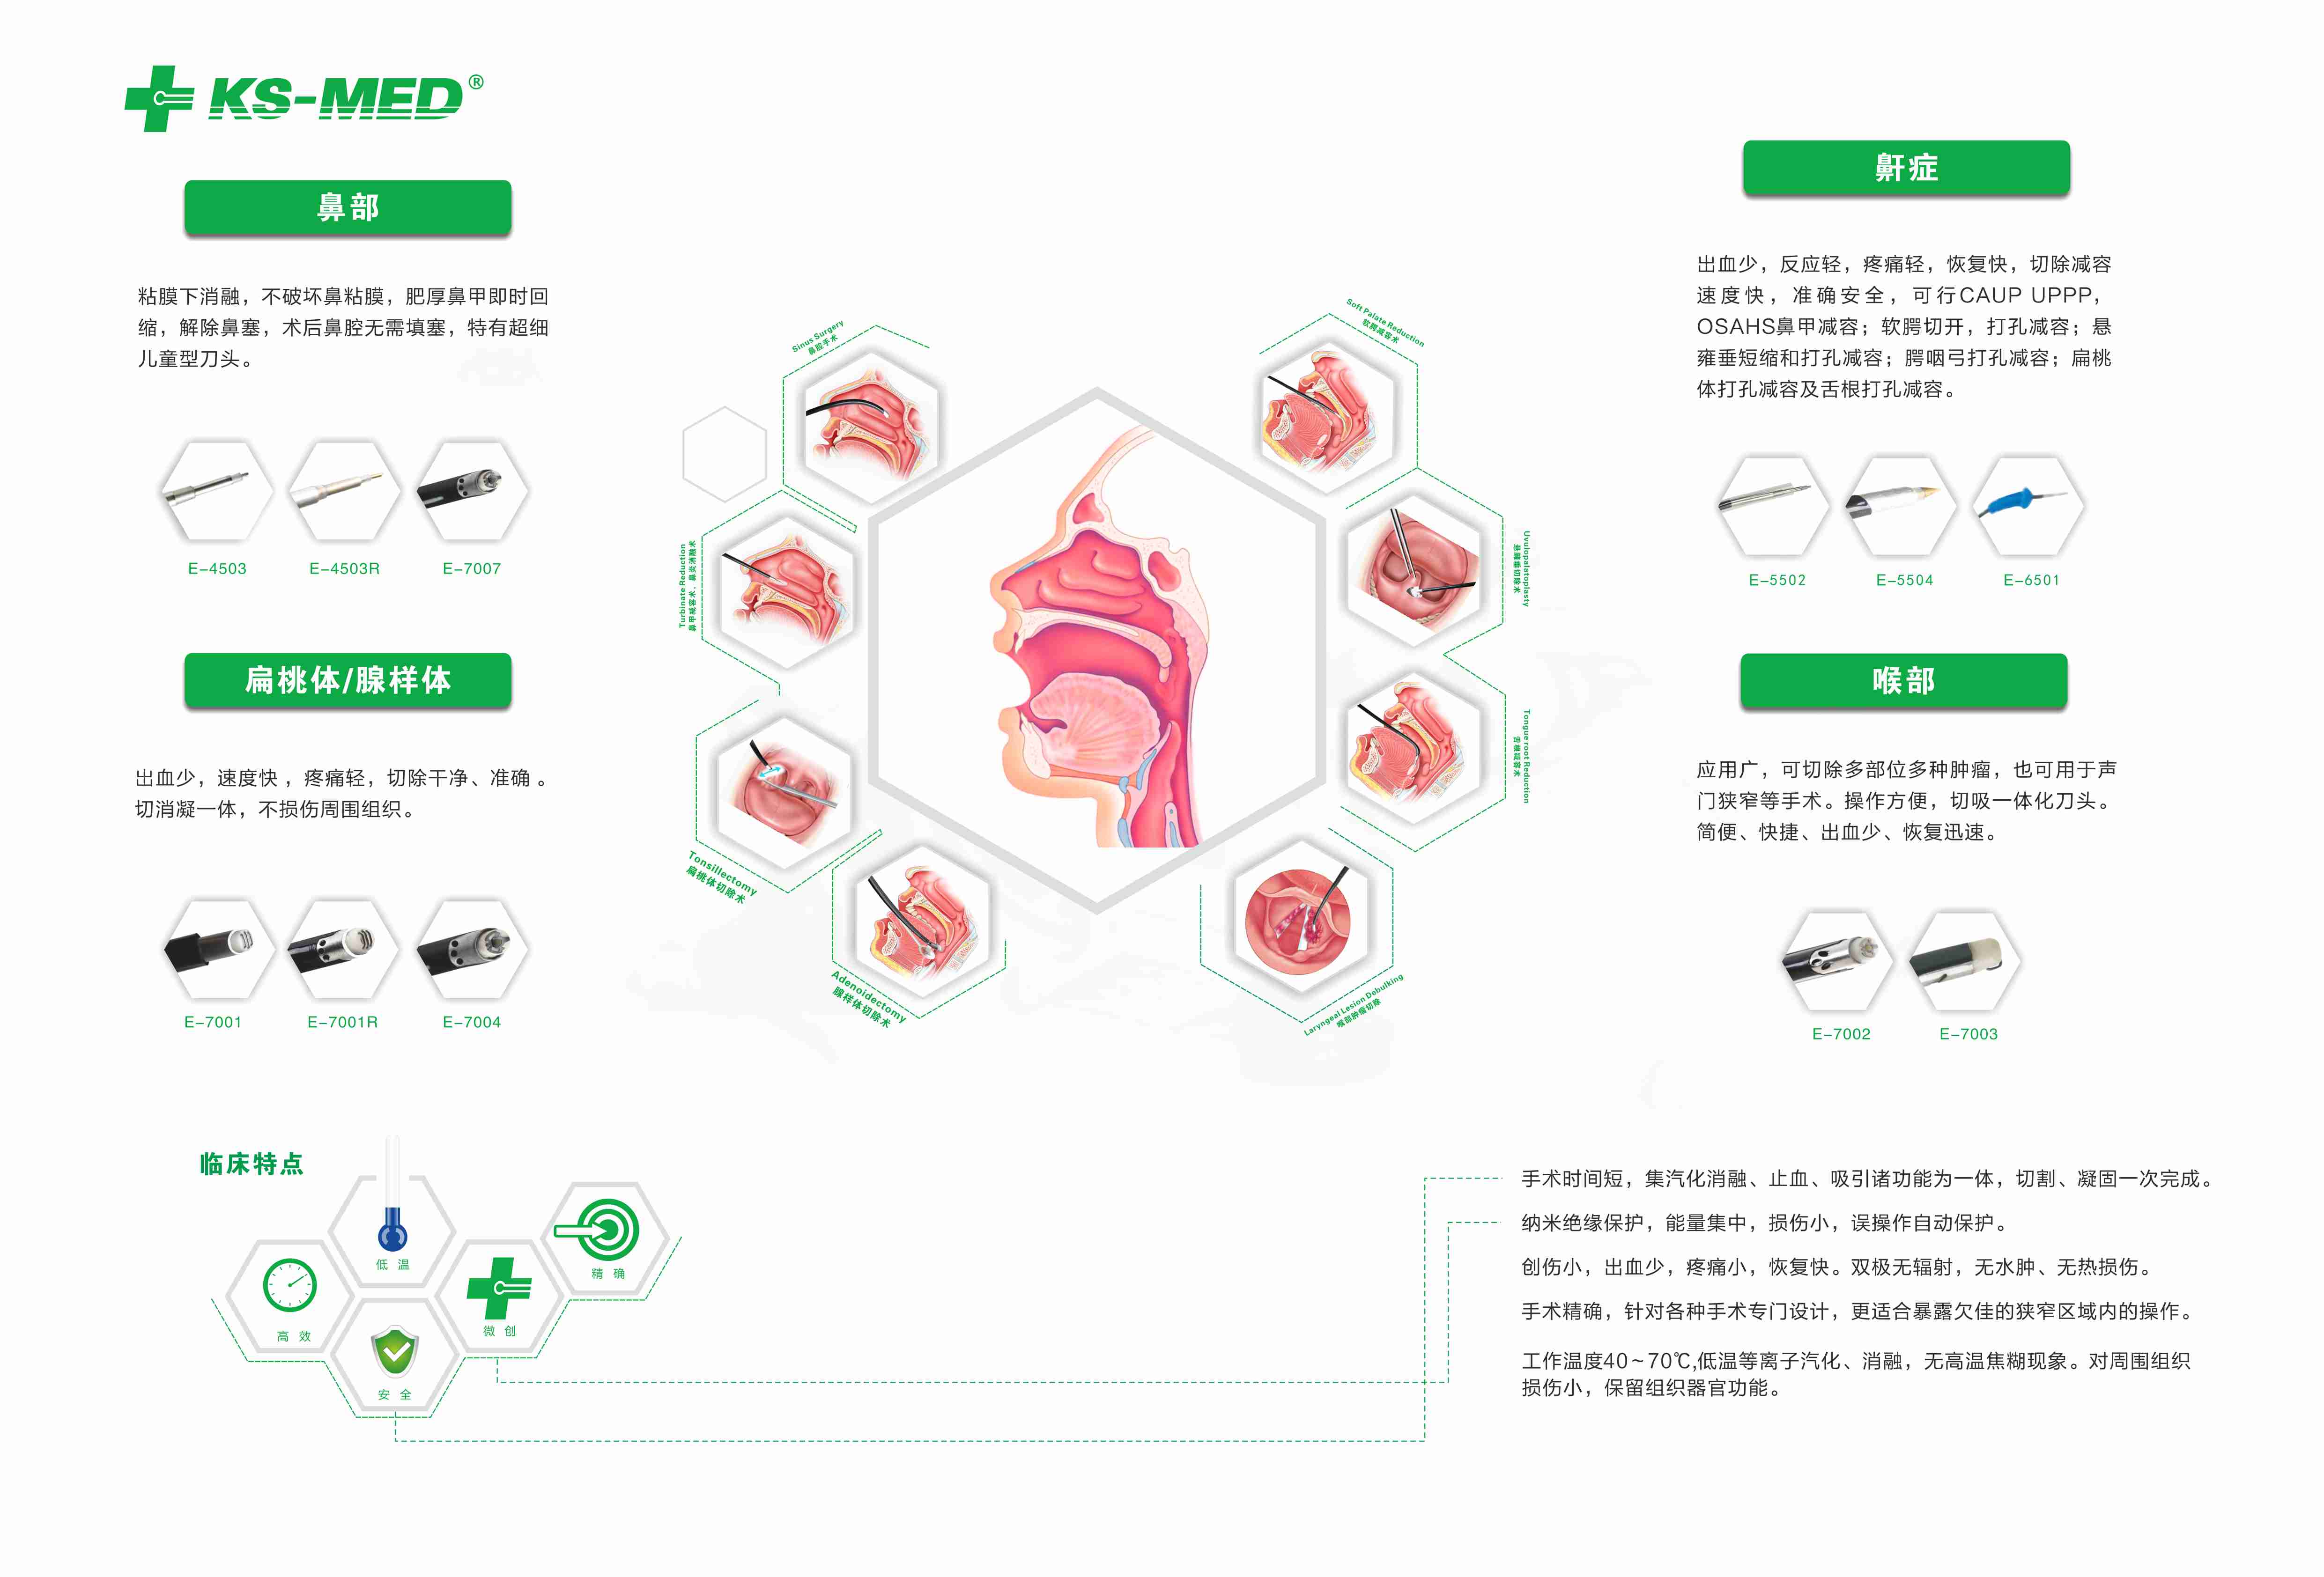 KS-MED®
鼻部
粘膜下消融，不破坏鼻粘膜，肥厚鼻甲即时回
缩，解除鼻塞，术后鼻腔无需填塞，特有超细
儿童型刀头。
E-4503
E-4503R
E-7007
扁桃体/腺样体
出血少，速度快，疼痛轻，切除干净、准确。
切消凝一体，不损伤周围组织。
E-7001
E-7001R
E-7004
Sinus Surgery
鼻腔手术
Turbinate Reduction
鼻甲减容术、鼻炎消融术
Tonsillectomy
扁桃体切除术
Adenoidectomy
腺样体切除术
Soft Palate Reduction
软腭减容术
Uvulopalatoplasty
悬雍垂切除术
Tongue root Reduction
舌根减容术
Laryngeal Lesion Debulking
喉部肿瘤切除
鼾症
出血少，反应轻，疼痛轻，恢复快，切除减容
速度快，准确安全，可行CAUP UPPP，
OSAHS鼻甲减容；软腭切开，打孔减容；悬
雍垂短缩和打孔减容；腭咽弓打孔减容；扁桃
体打孔减容及舌根打孔减容。
E-5502
E-5504
E-6501
喉部
应用广，可切除多部位多种肿瘤，也可用于声
门狭窄等手术。操作方便，切吸一体化刀头。
简便、快捷、出血少、恢复迅速。
E-7002
E-7003
临床特点
低温
精确
高效
微创
安全
手术时间短，集汽化消融、止血、吸引诸功能为一体，切割、凝固一次完成。
纳米绝缘保护，能量集中，损伤小，误操作自动保护。
创伤小，出血少，疼痛小，恢复快。双极无辐射，无水肿、无热损伤。
手术精确，针对各种手术专门设计，更适合暴露欠佳的狭窄区域内的操作。
工作温度40~70℃,低温等离子汽化、消融，无高温焦糊现象。对周围组织
损伤小，保留组织器官功能。